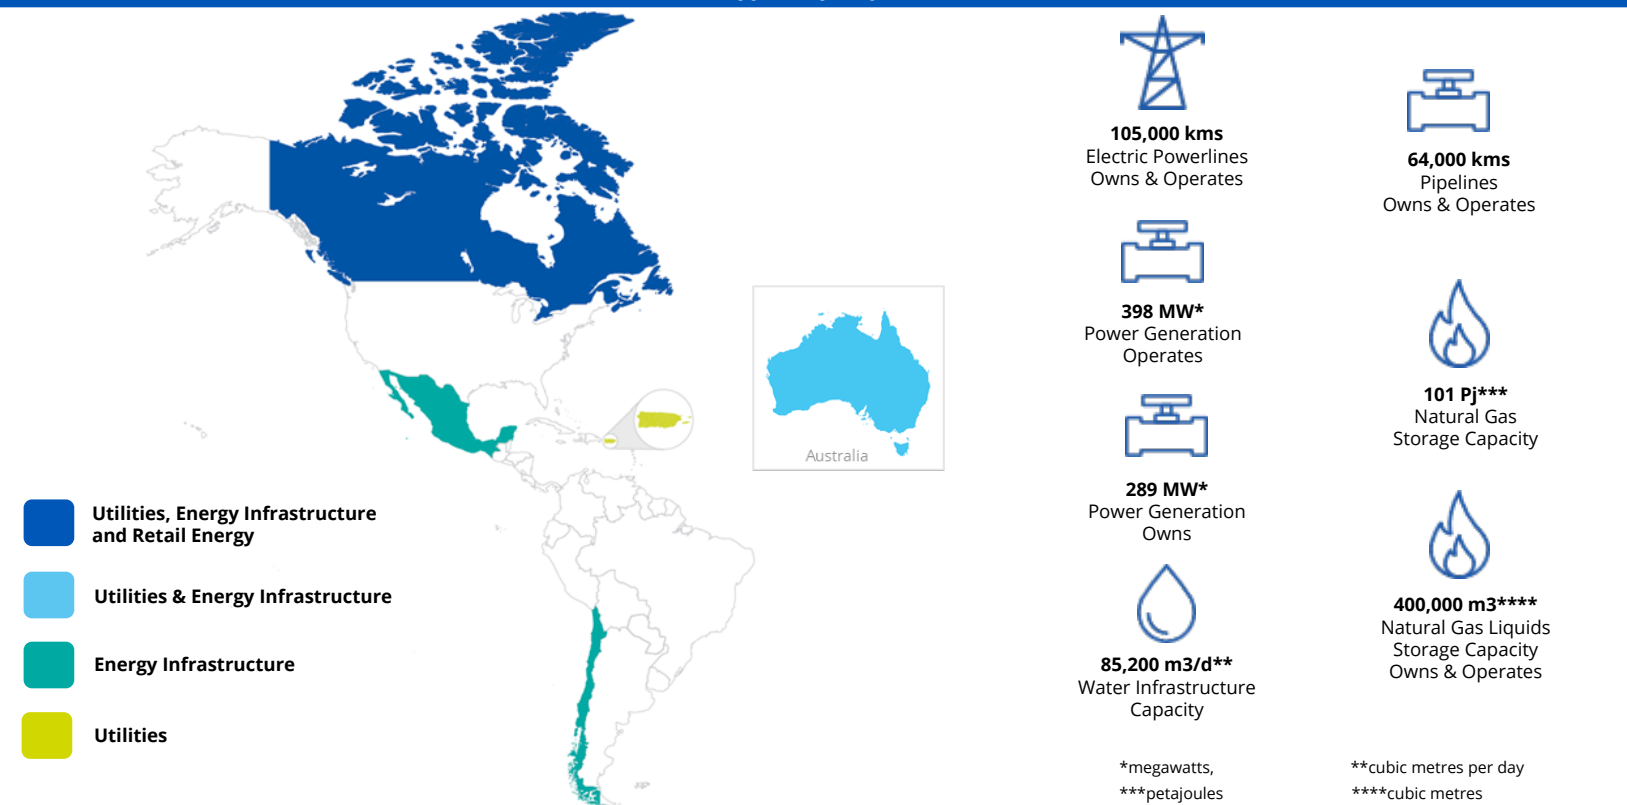 105,000 kms
Electric Powerlines
Owns & Operates
64,000 kms
Pipelines
Owns & Operates
398 MW*
Power Generation
Operates
101 Pj***
Natural Gas
Storage Capacity
289 MW*
Power Generation
Owns
400,000 m3****
Natural Gas Liquids
Storage Capacity
Owns & Operates
85,200 m3/d**
Water Infrastructure
Capacity
*megawatts,
**cubic metres per day
***petajoules
****cubic metres
Australia
Utilities, Energy Infrastructure
and Retail Energy
Utilities & Energy Infrastructure
Energy Infrastructure
Utilities